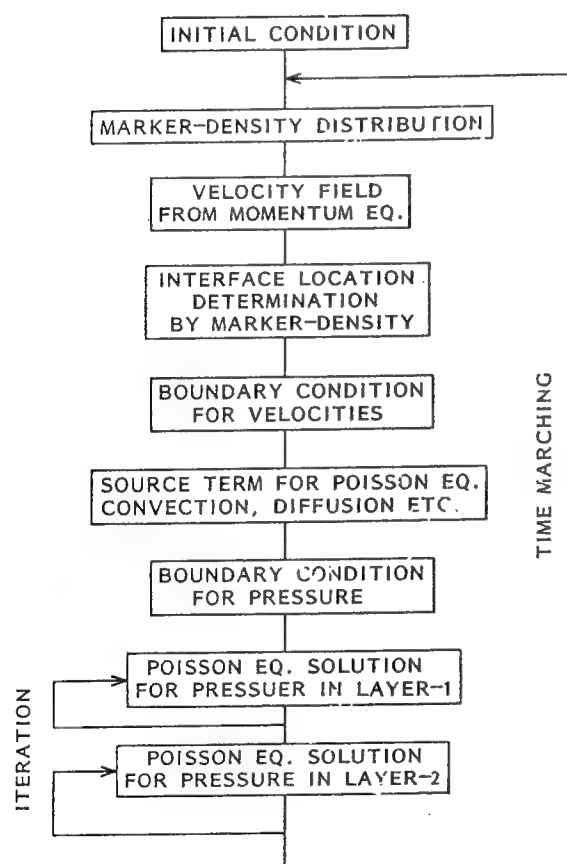 INITIAL CONDITION
MARKER-DENSITY DISTRIBUTION
VELOCITY FIELD
FROM MOMENTUM EQ.
INTERFACE LOCATION
DETERMINATION
BY MARKER-DENSITY
BOUNDARY CONDITION
FOR VELOCITIES
SOURCE TERM FOR POISSON EQ.
CONVECTION, DIFFUSION ETC.
BOUNDARY CONDITION
FOR PRESSURE
POISSON EQ. SOLUTION
FOR PRESSUER IN LAYER-1
POISSON EQ. SOLUTION
FOR PRESSURE IN LAYER-2
ITERATION
TIME MARCHING